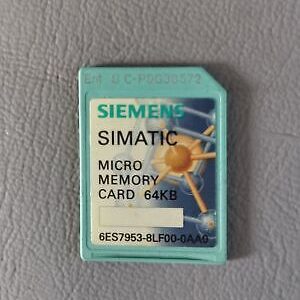 SIEMENS
SIMATIC
MICRO
MEMORY
CARD 64KB
6ES7953-8LF00-0AA0